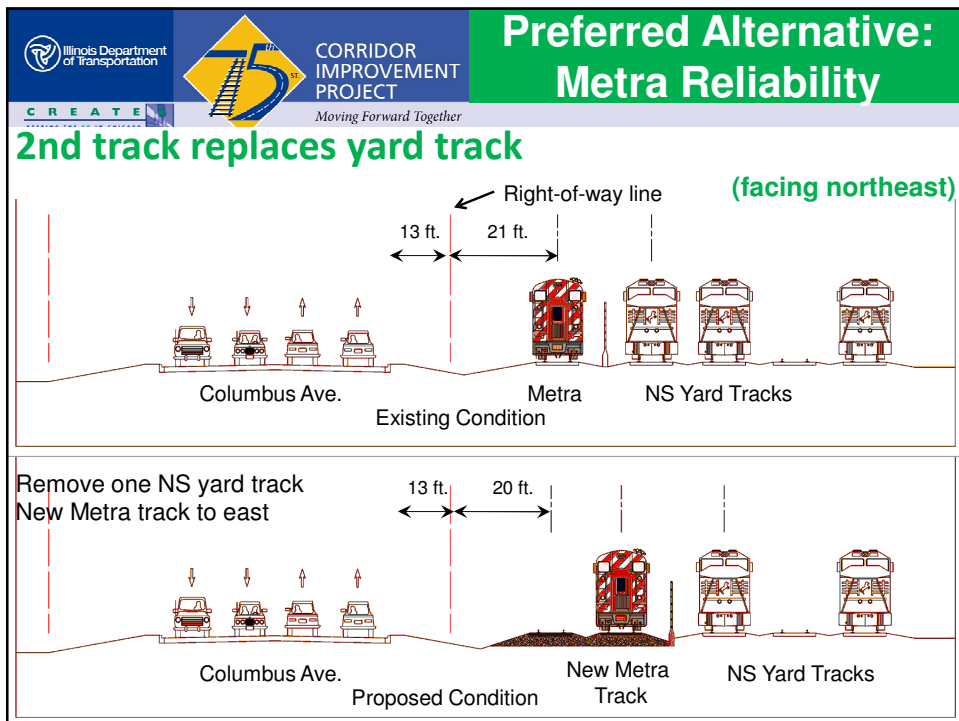 Illinois Department
of Transportation
CREATE
75th ST.
CORRIDOR
IMPROVEMENT
PROJECT
Moving Forward Together
Preferred Alternative:
Metra Reliability
2nd track replaces yard track
(facing northeast)
Right-of-way line
13 ft.
21 ft.
Columbus Ave.
Metra
NS Yard Tracks
Existing Condition
Remove one NS yard track
New Metra track to east
13 ft.
20 ft.
Columbus Ave.
New Metra
Track
NS Yard Tracks
Proposed Condition